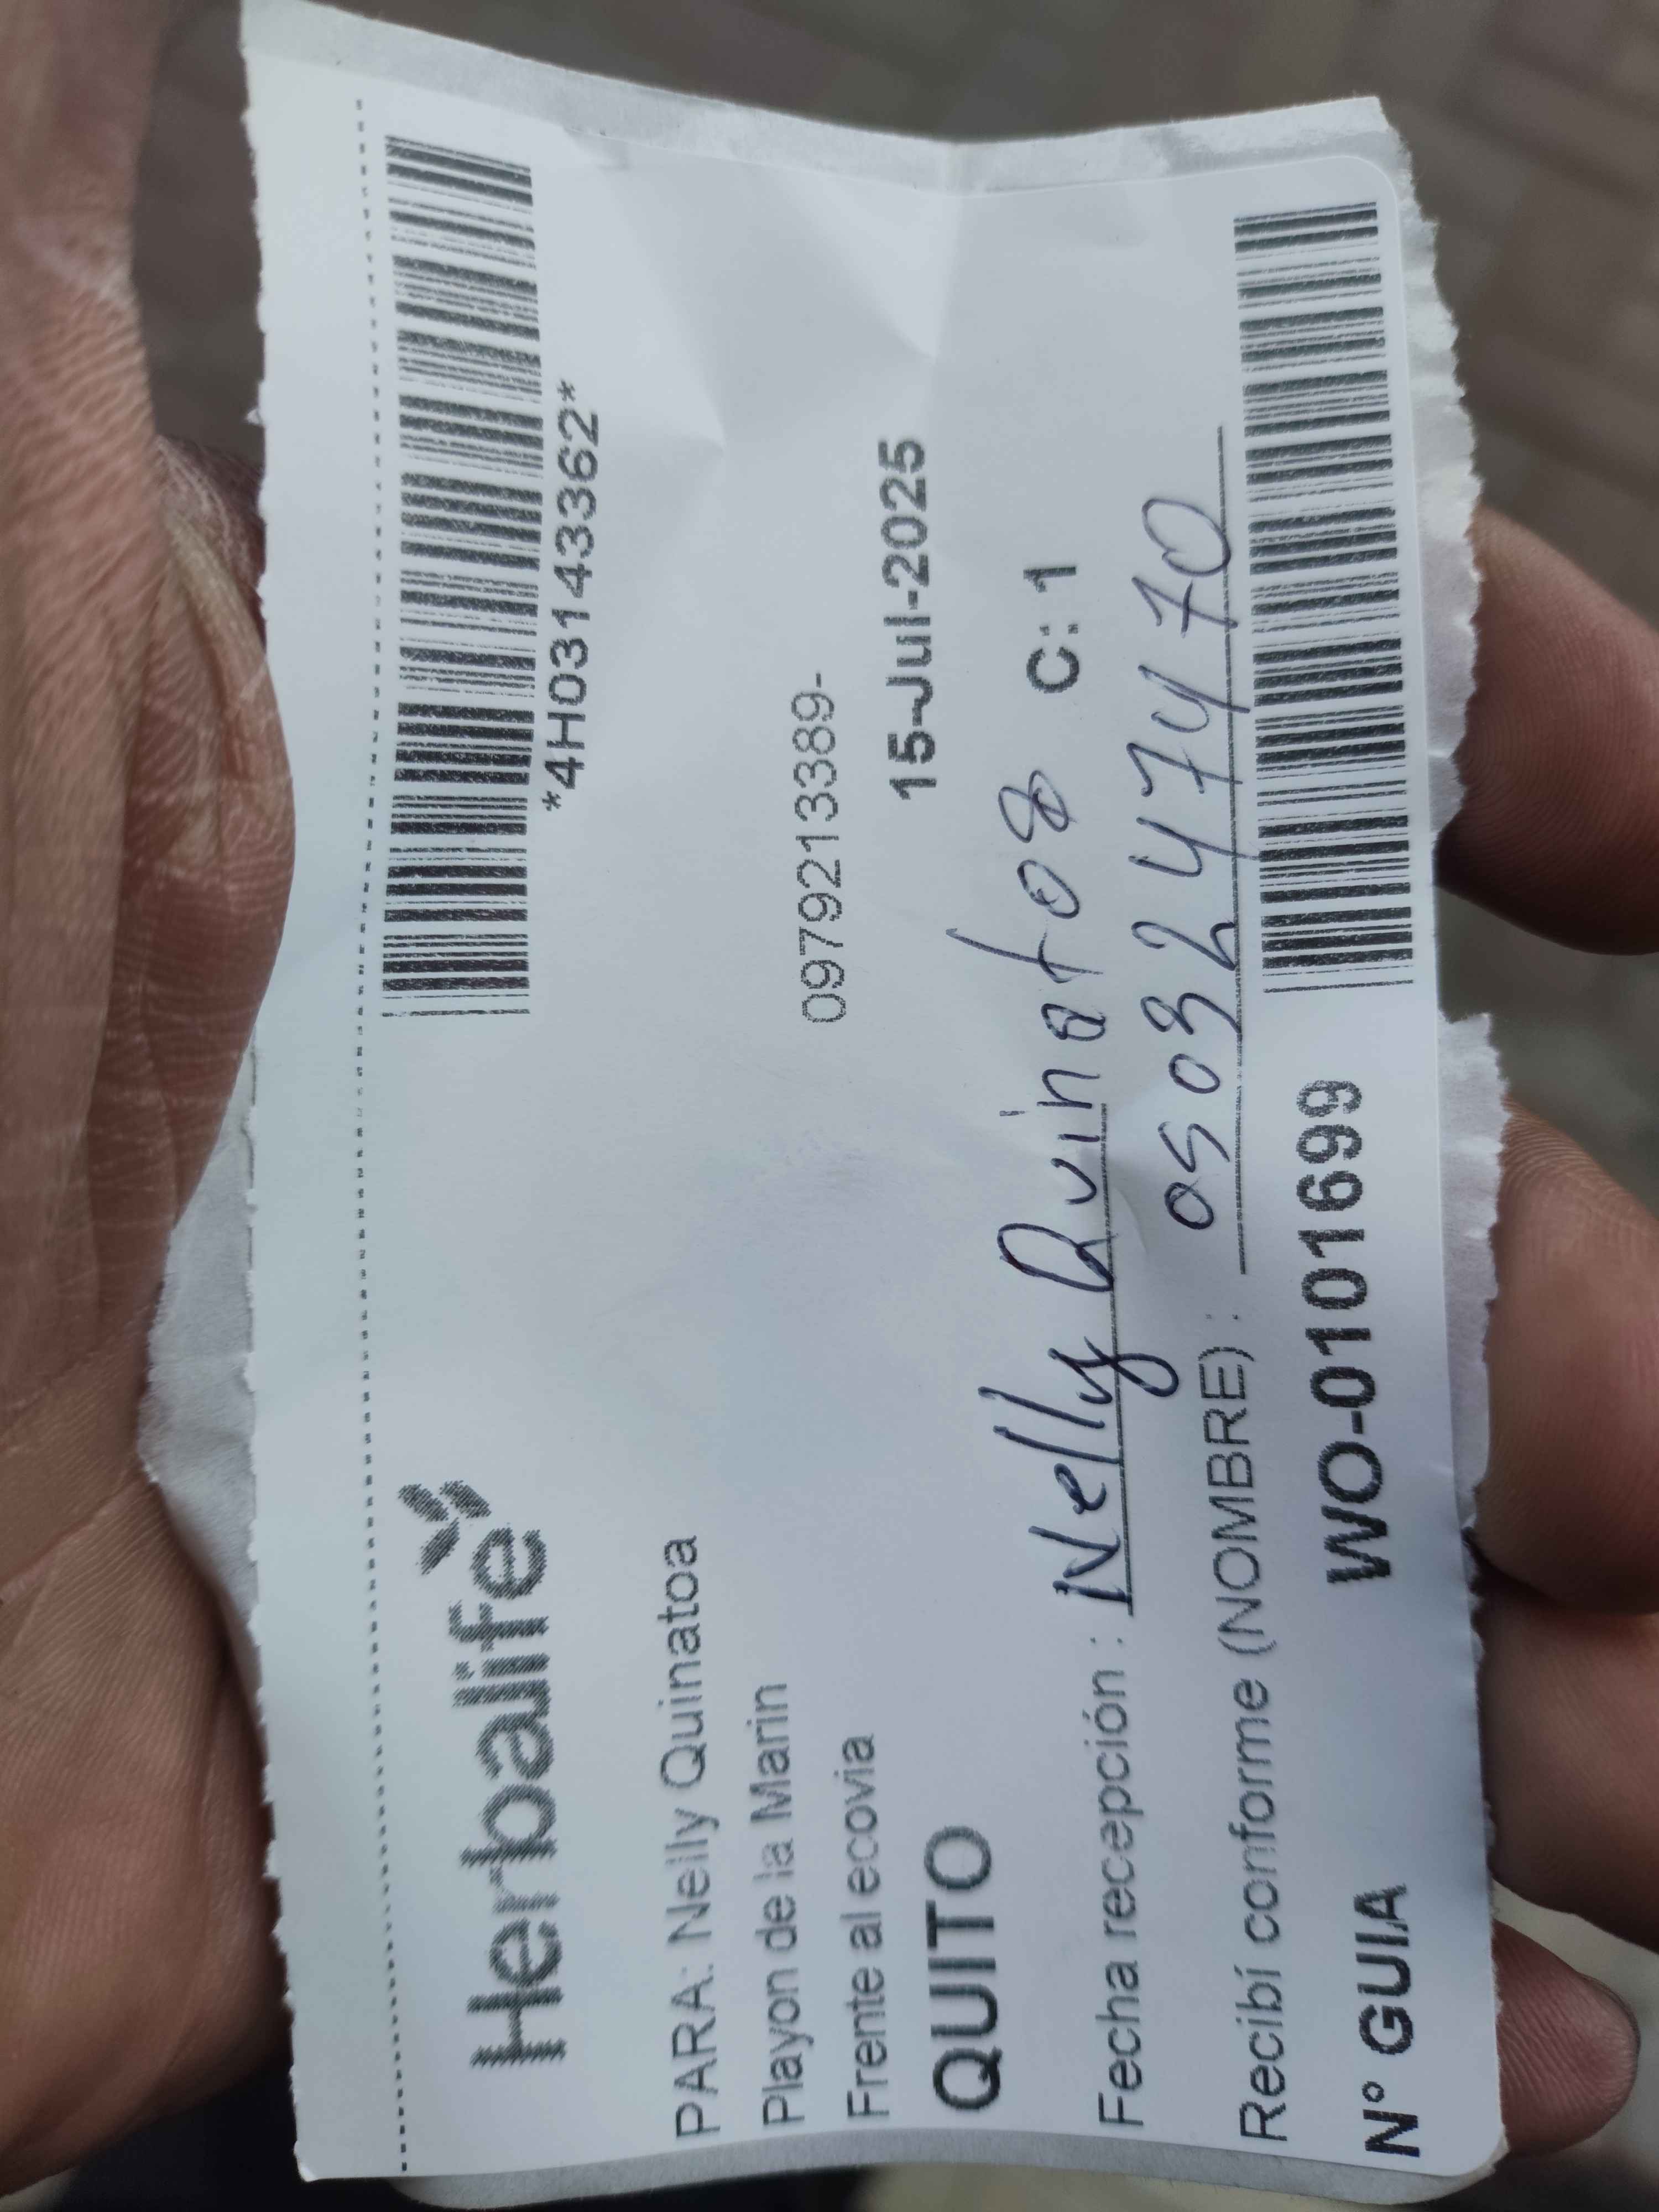 Herbalife
*4H03143362*
PARA: Nelly Quinatoa
Playon de la Marin
0979213389-
Frente al ecovia
QUITO
15-Jul-2025
C: 1
Fecha recepción : Nelly Quinatoa
Recibí conforme (NOMBRE) : 0503247470
N° GUIA WO-0101699